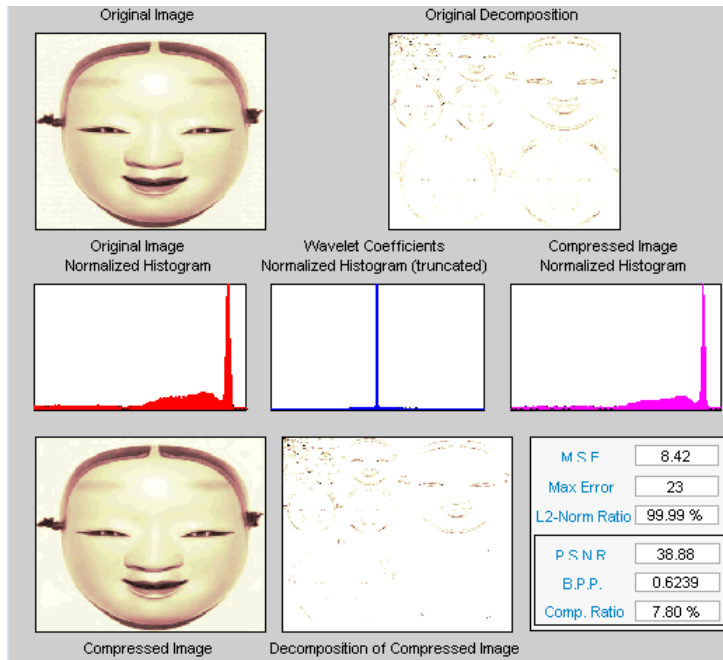 Original Image
Original Decomposition
Original Image
Normalized Histogram
Wavelet Coefficients
Normalized Histogram (truncated)
Compressed Image
Normalized Histogram
M.S.E. 8.42
Max Error 23
L2-Norm Ratio 99.99 %
P.S.N.R. 38.88
B.P.P. 0.6239
Comp. Ratio 7.80 %
Compressed Image
Decomposition of Compressed Image